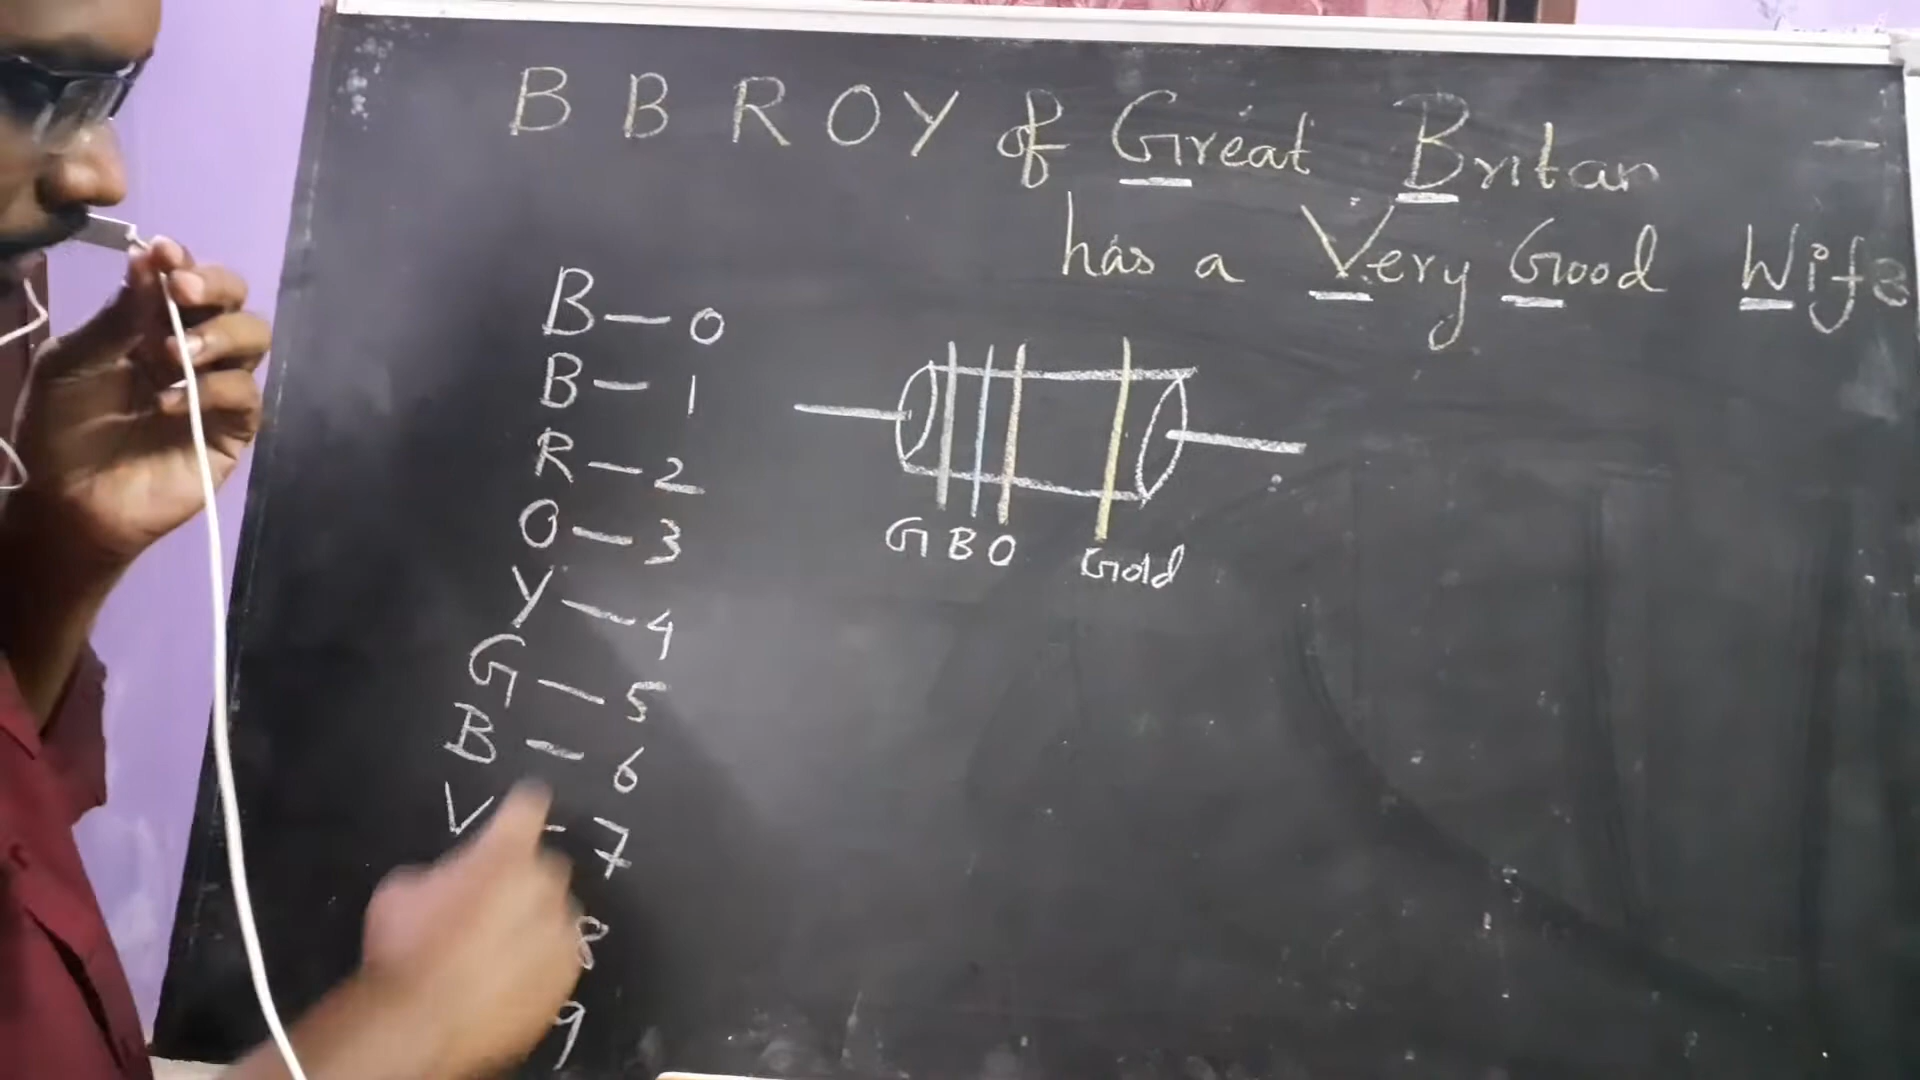 B B R O Y of Great Britan
has a Very Good Wife
B — 0
B — 1
R — 2
O — 3
Y — 4
G — 5
B — 6
V — 7
8
9
G B O Gold